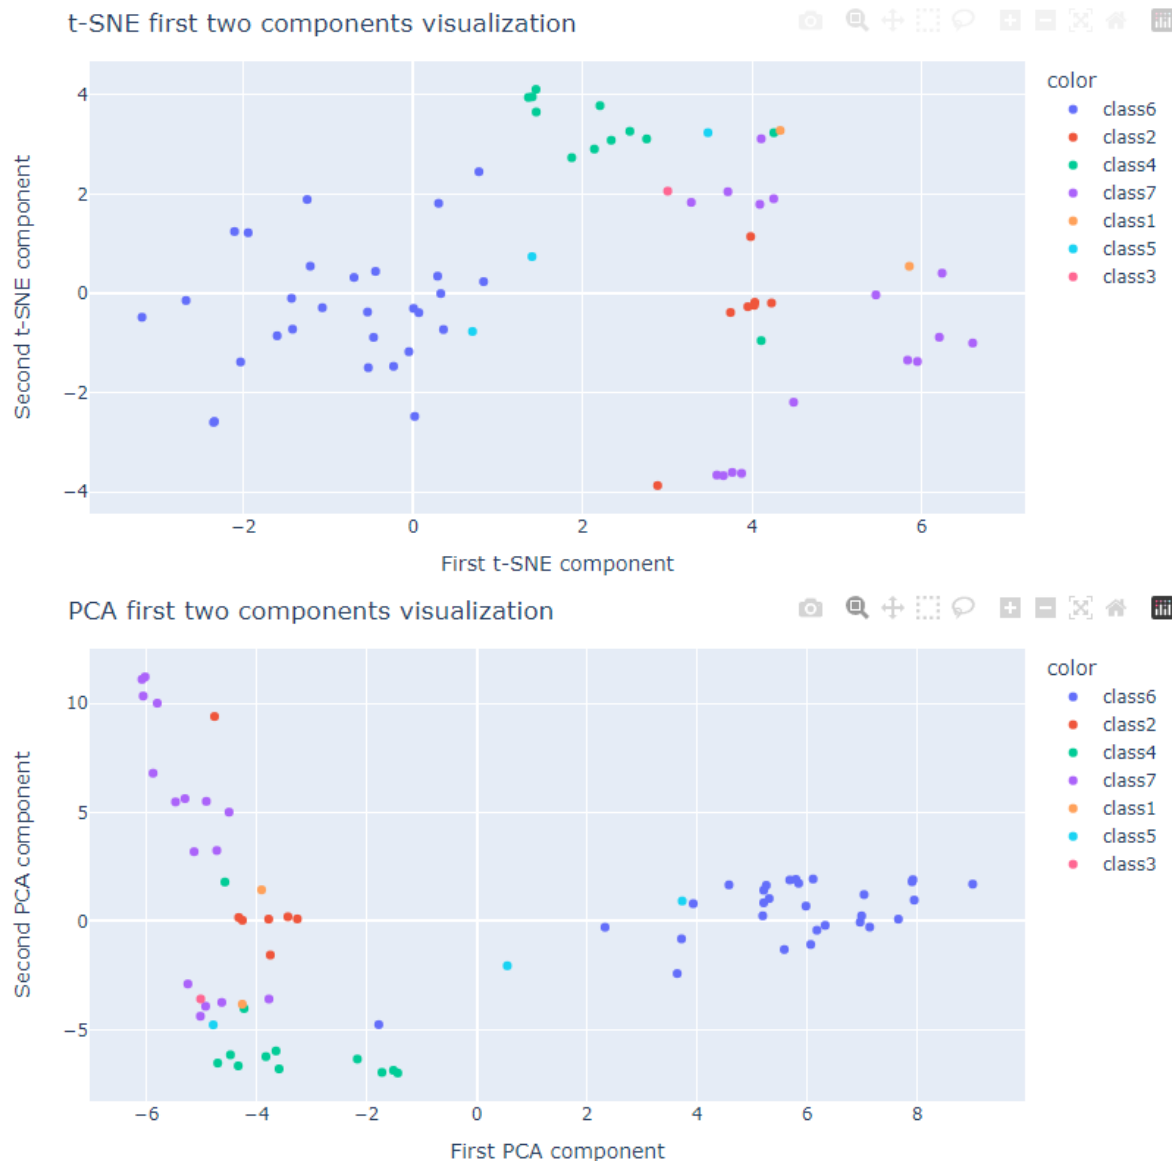 t-SNE first two components visualization
color
class6
class2
class4
class7
class1
class5
class3
Second t-SNE component
4
2
0
−2
−4
−2 0 2 4 6
First t-SNE component
PCA first two components visualization
color
class6
class2
class4
class7
class1
class5
class3
Second PCA component
10
5
0
−5
−6 −4 −2 0 2 4 6 8
First PCA component